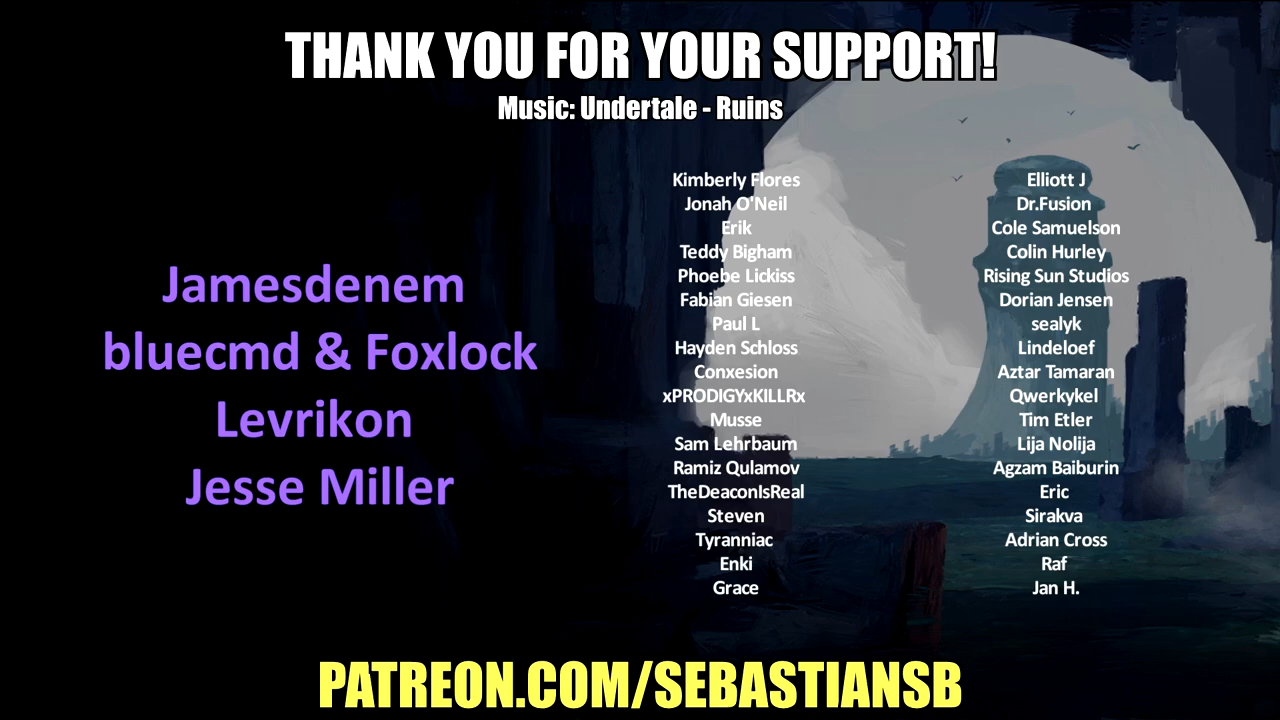 THANK YOU FOR YOUR SUPPORT!
Music: Undertale - Ruins
Jamesdenem
bluecmd & Foxlock
Levrikon
Jesse Miller
Kimberly Flores
Jonah O'Neil
Erik
Teddy Bigham
Phoebe Lickiss
Fabian Giesen
Paul L
Hayden Schloss
Conxesion
xPRODIGYxKILLRx
Musse
Sam Lehrbaum
Ramiz Qulamov
TheDeaconIsReal
Steven
Tyranniac
Enki
Grace
Elliott J
Dr.Fusion
Cole Samuelson
Colin Hurley
Rising Sun Studios
Dorian Jensen
sealyk
Lindeloef
Aztar Tamaran
Qwerkykel
Tim Etler
Lija Nolija
Agzam Baiburin
Eric
Sirakva
Adrian Cross
Raf
Jan H.
PATREON.COM/SEBASTIANSB